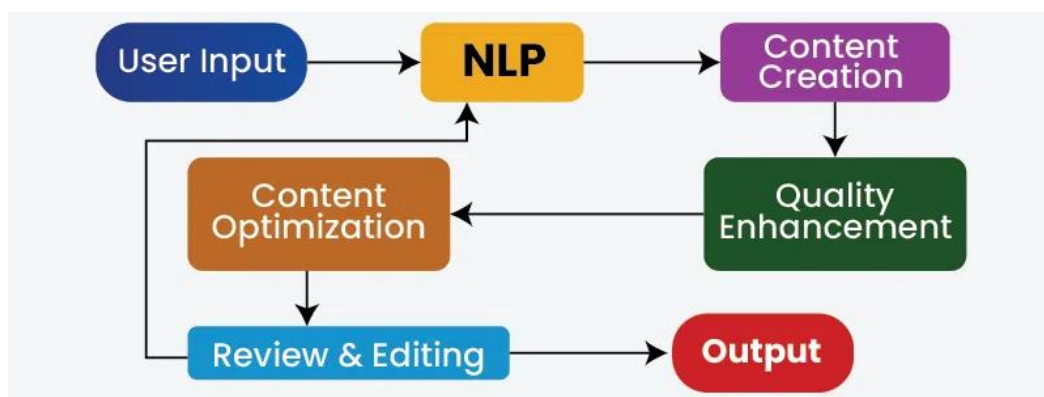 User Input
NLP
Content
Creation
Content
Optimization
Quality
Enhancement
Review & Editing
Output